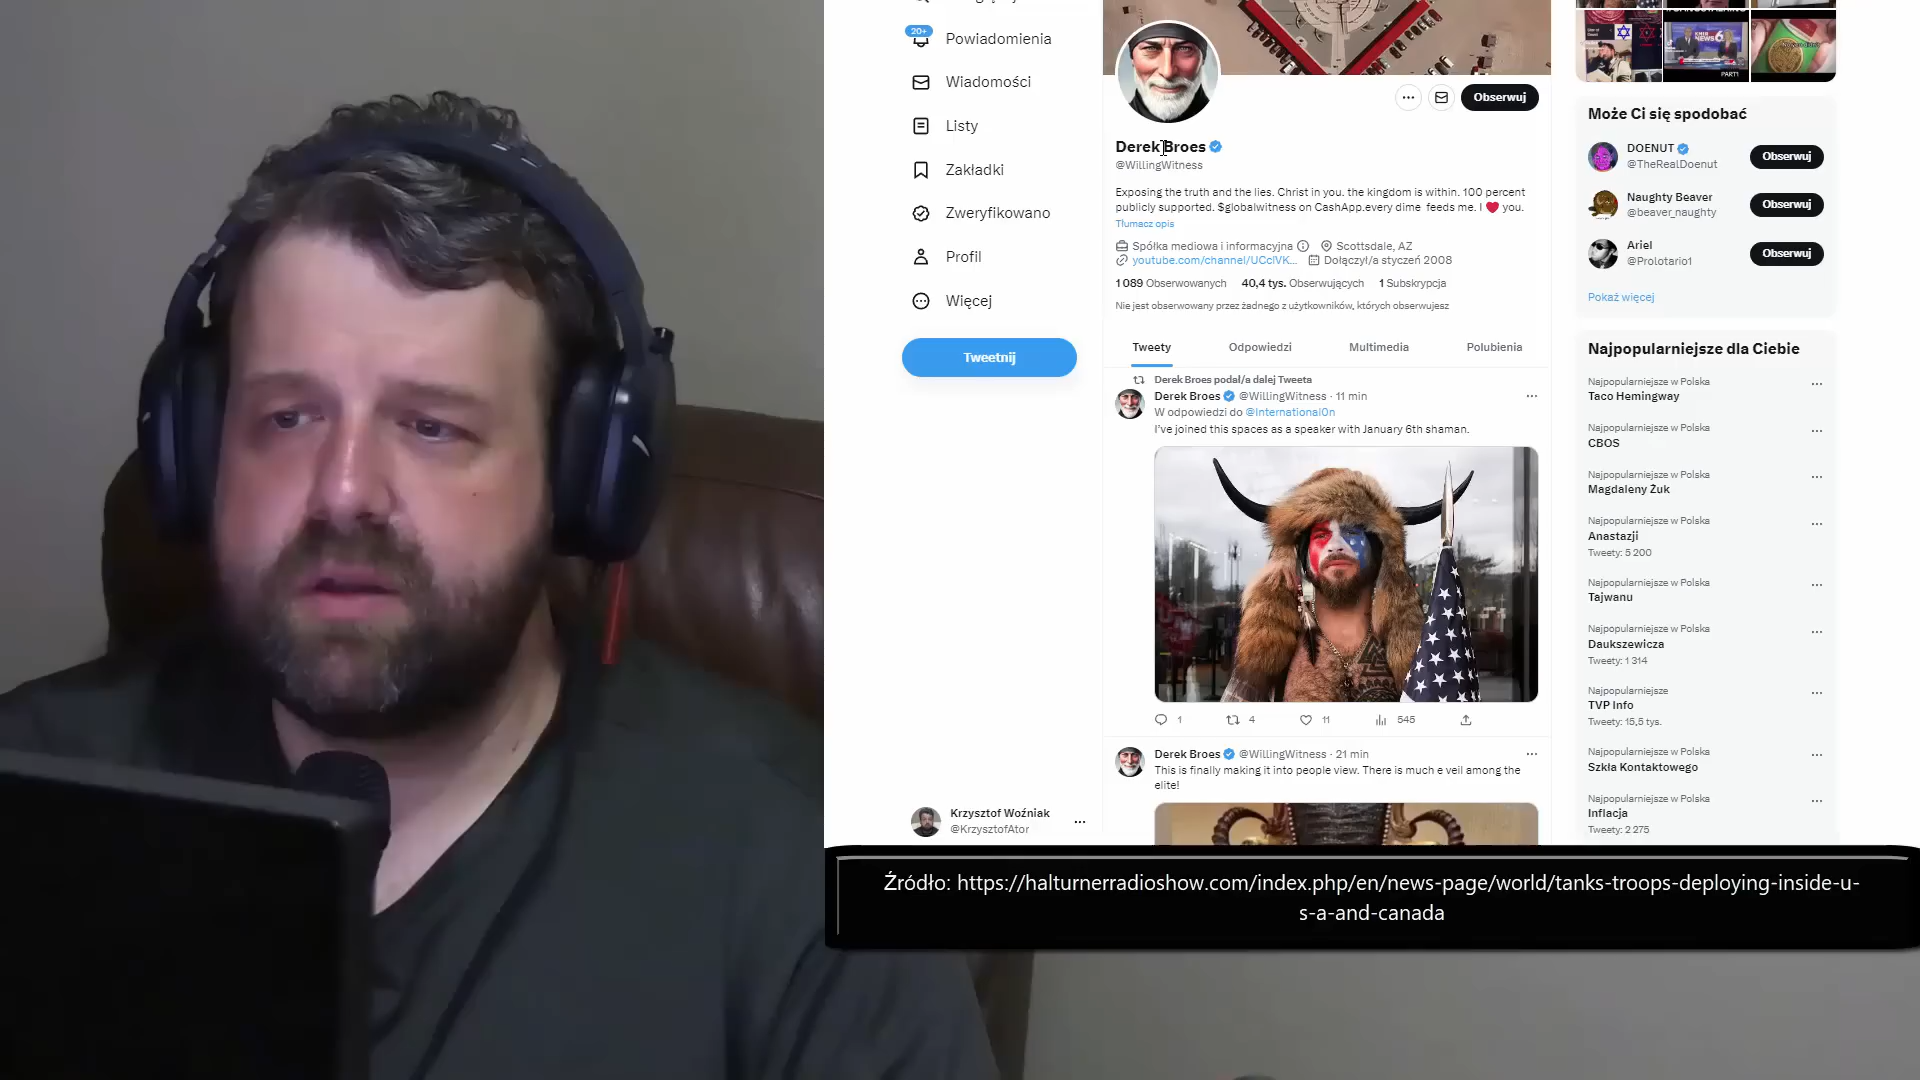 20+
Powiadomienia
Wiadomości
Listy
Zakładki
Zweryfikowano
Profil
Więcej
Tweetnij
Krzysztof Woźniak
@KrzysztofAtor
Obserwuj
Derek Broes
@WillingWitness
Exposing the truth and the lies. Christ in you. the kingdom is within. 100 percent
publicly supported. $globalwitness on CashApp.every dime feeds me. I ❤ you.
Tłumacz opis
Spółka mediowa i informacyjna Scottsdale, AZ
youtube.com/channel/UCclVK... Dołączył/a styczeń 2008
1 089 Obserwowanych 40,4 tys. Obserwujących 1 Subskrypcja
Nie jest obserwowany przez żadnego z użytkowników, których obserwujesz
Tweety Odpowiedzi Multimedia Polubienia
Derek Broes podał/a dalej Tweeta
Derek Broes @WillingWitness · 11 min
W odpowiedzi do @International0n
I've joined this spaces as a speaker with January 6th shaman.
1 4 11 545
Derek Broes @WillingWitness · 21 min
This is finally making it into people view. There is much e veil among the
elite!
NEWS 6
PART1
Może Ci się spodobać
DOENUT
@TheRealDoenut
Obserwuj
Naughty Beaver
@beaver_naughty
Obserwuj
Ariel
@Prolotario1
Obserwuj
Pokaż więcej
Najpopularniejsze dla Ciebie
Najpopularniejsze w Polska
Taco Hemingway
Najpopularniejsze w Polska
CBOS
Najpopularniejsze w Polska
Magdaleny Żuk
Najpopularniejsze w Polska
Anastazji
Tweety: 5 200
Najpopularniejsze w Polska
Tajwanu
Najpopularniejsze w Polska
Daukszewicza
Tweety: 1 314
Najpopularniejsze
TVP Info
Tweety: 15,5 tys.
Najpopularniejsze w Polska
Szkła Kontaktowego
Najpopularniejsze w Polska
Inflacja
Tweety: 2 275
Źródło: https://halturnerradioshow.com/index.php/en/news-page/world/tanks-troops-deploying-inside-u-
s-a-and-canada